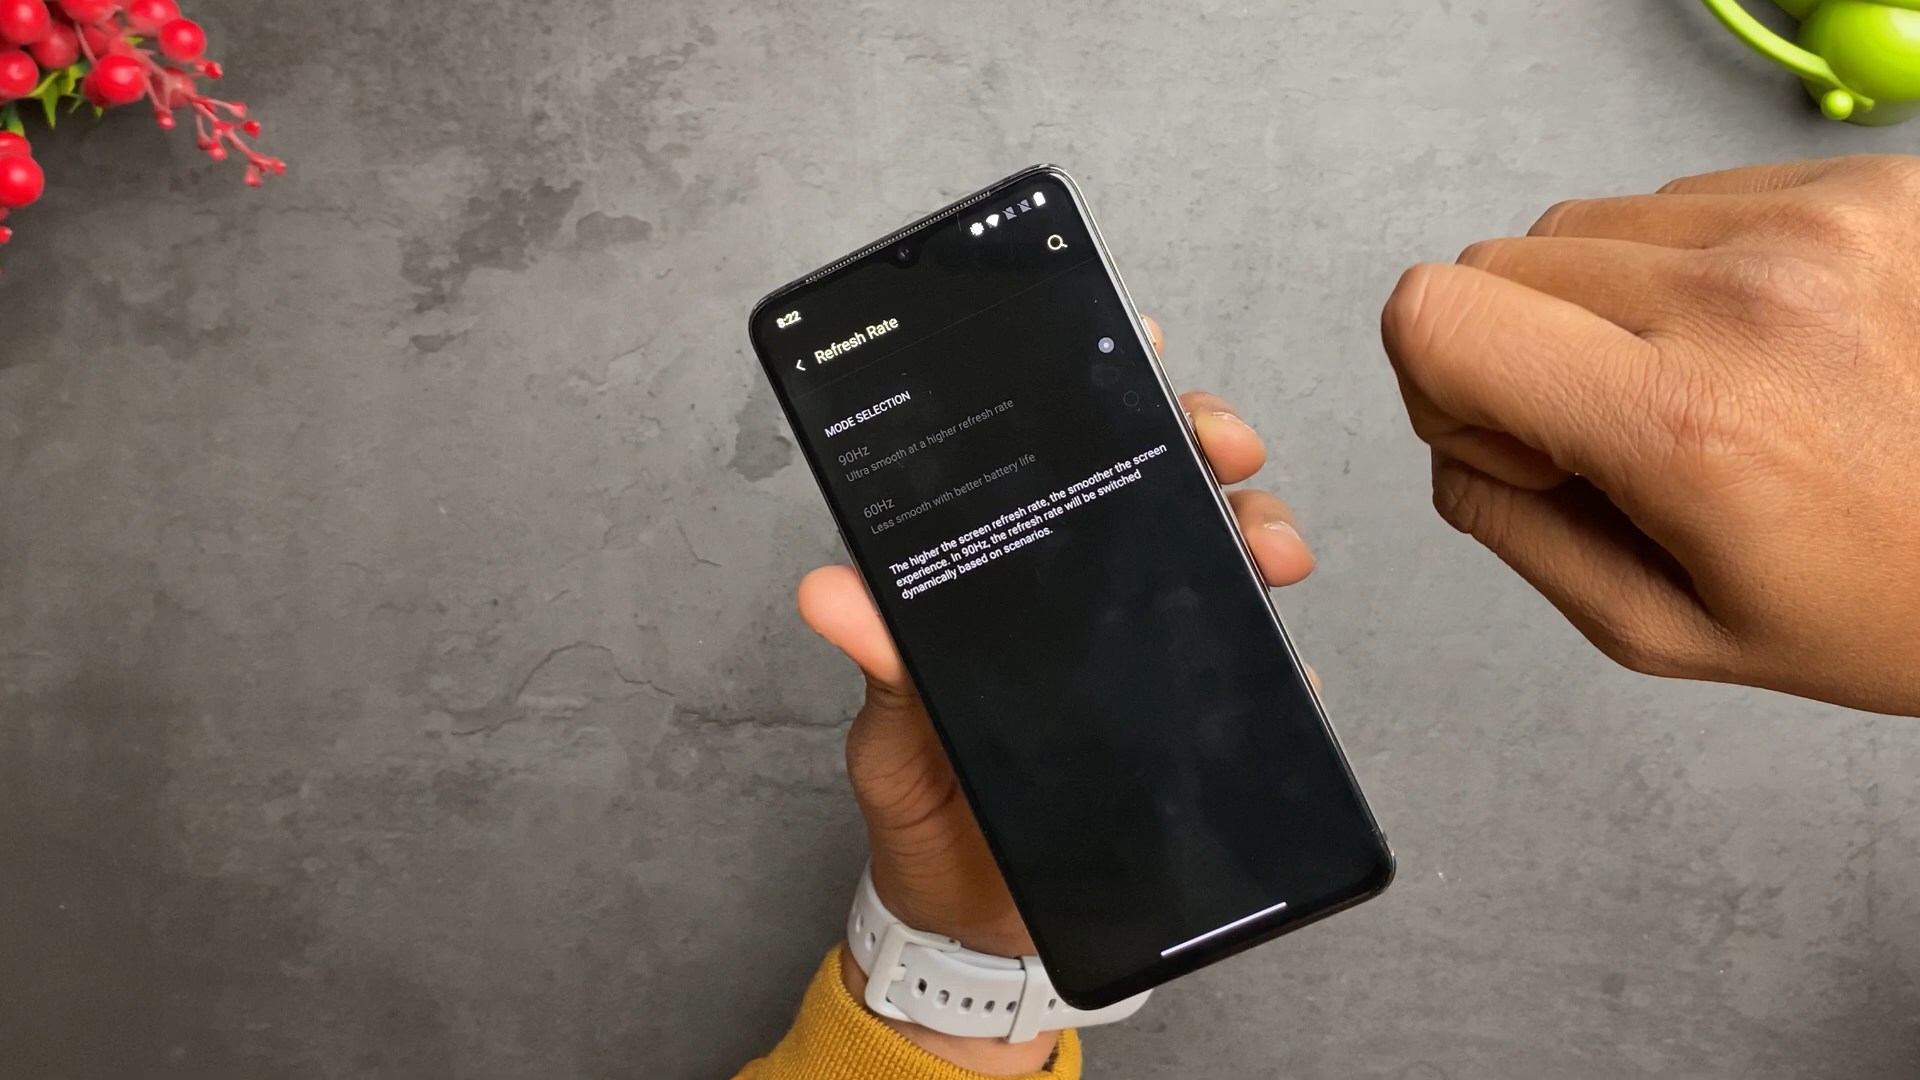 8:22
Refresh Rate
MODE SELECTION
90Hz
Ultra smooth at a higher refresh rate
60Hz
Less smooth with better battery life
The higher the screen refresh rate, the smoother the screen
experience. In 90Hz, the refresh rate will be switched
dynamically based on scenarios.